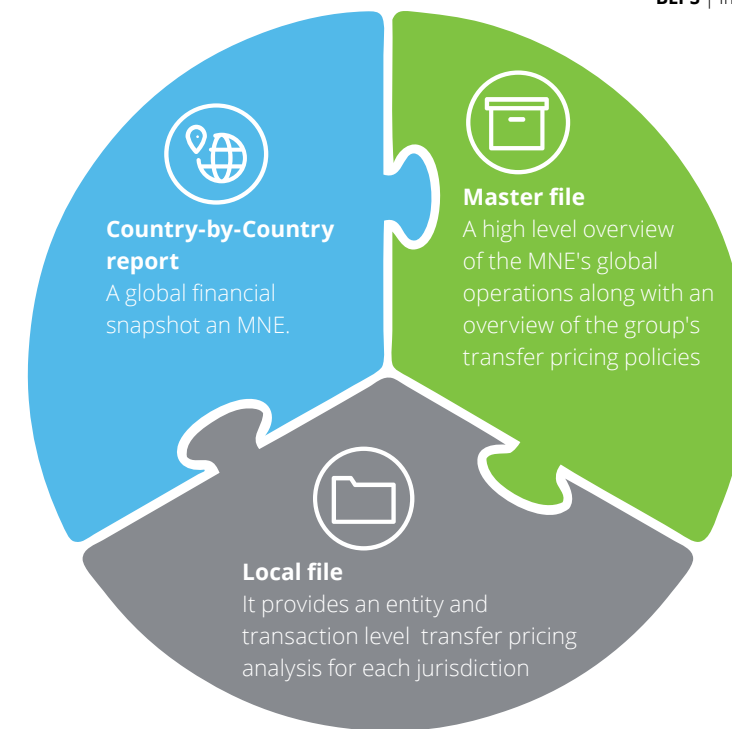 Country-by-Country
report
A global financial
snapshot an MNE.
Master file
A high level overview
of the MNE's global
operations along with an
overview of the group's
transfer pricing policies
Local file
It provides an entity and
transaction level  transfer pricing
analysis for each jurisdiction